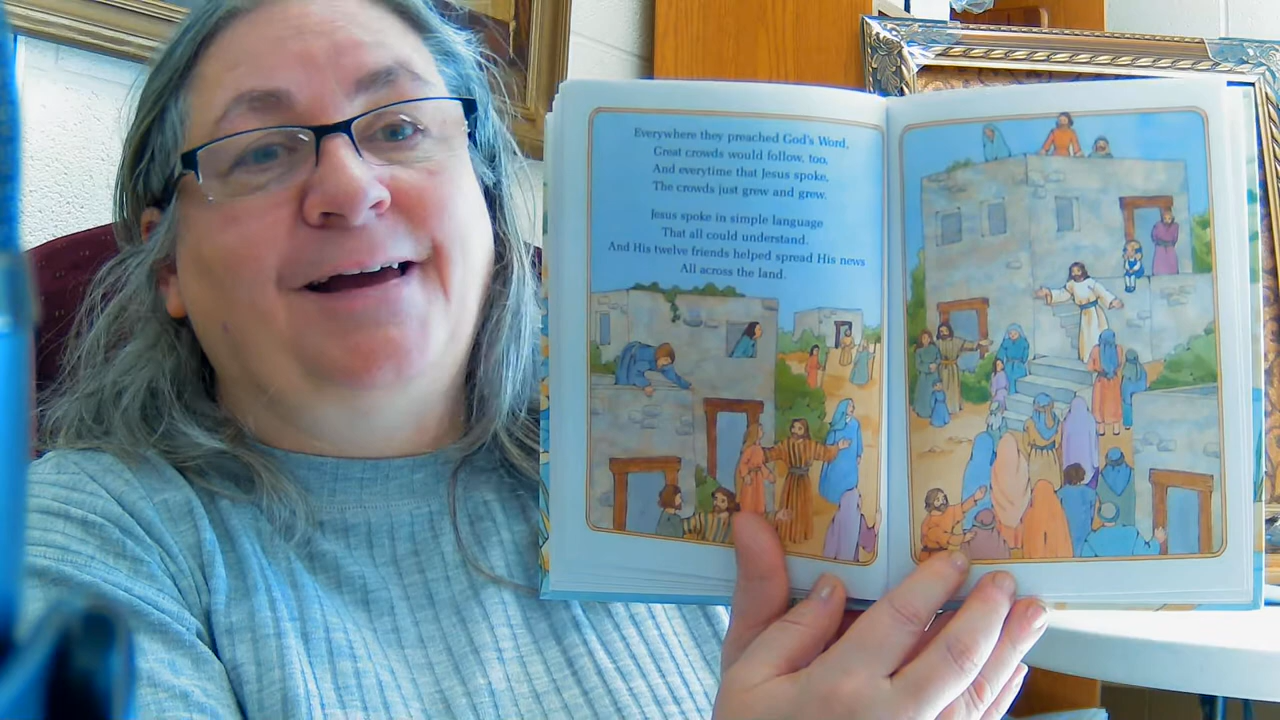 Everywhere they preached God's Word,
Great crowds would follow, too,
And everytime that Jesus spoke,
The crowds just grew and grew.
Jesus spoke in simple language
That all could understand.
And His twelve friends helped spread His news
All across the land.